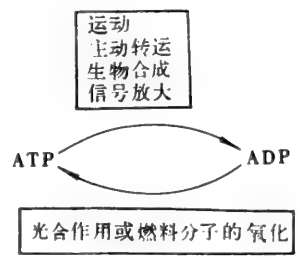 运动
主动转运
生物合成
信号放大
ATP
ADP
光合作用或燃料分子的氧化